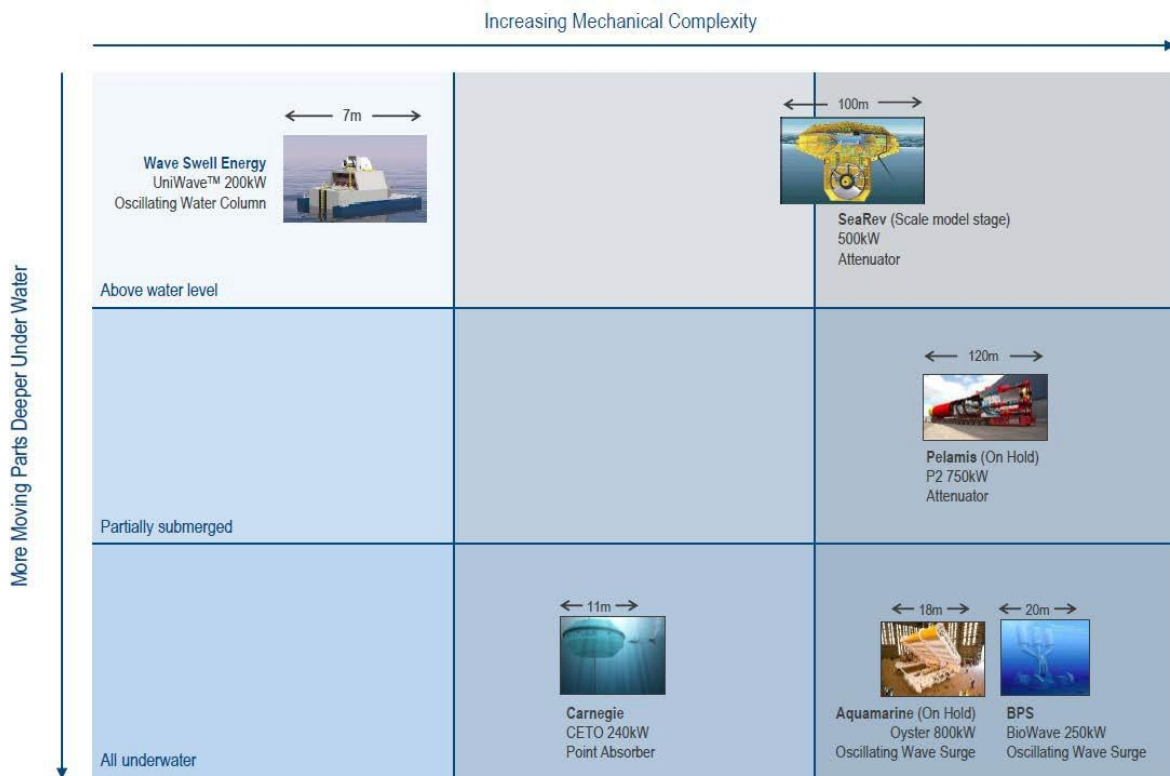 Increasing Mechanical Complexity
More Moving Parts Deeper Under Water
7m
Wave Swell Energy
UniWave™ 200kW
Oscillating Water Column
Above water level
100m
SeaRev (Scale model stage)
500kW
Attenuator
Partially submerged
120m
Pelamis (On Hold)
P2 750kW
Attenuator
All underwater
11m
Carnegie
CETO 240kW
Point Absorber
18m
Aquamarine (On Hold)
Oyster 800kW
Oscillating Wave Surge
20m
BPS
BioWave 250kW
Oscillating Wave Surge